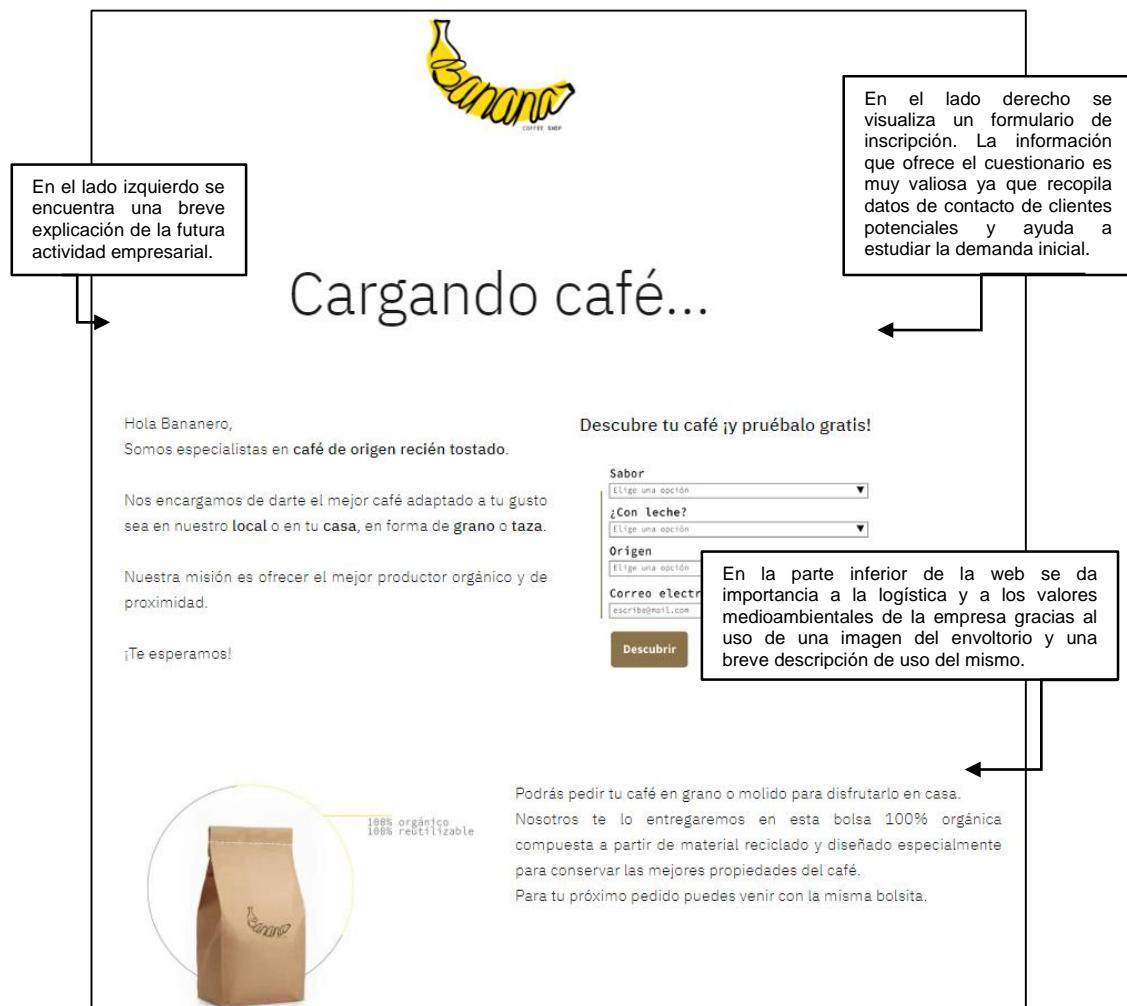 Banana
COFFEE SHOP
En el lado izquierdo se
encuentra una breve
explicación de la futura
actividad empresarial.
En el lado derecho se
visualiza un formulario de
inscripción. La información
que ofrece el cuestionario es
muy valiosa ya que recopila
datos de contacto de clientes
potenciales y ayuda a
estudiar la demanda inicial.
Cargando café...
Hola Bananero,
Somos especialistas en café de origen recién tostado.
Nos encargamos de darte el mejor café adaptado a tu gusto
sea en nuestro local o en tu casa, en forma de grano o taza.
Nuestra misión es ofrecer el mejor productor orgánico y de
proximidad.
¡Te esperamos!
Descubre tu café ¡y pruébalo gratis!
Sabor
Elige una opción
¿Con leche?
Elige una opción
Origen
Elige una opción
Correo electr
escribe@mail.com
Descubrir
En la parte inferior de la web se da
importancia a la logística y a los valores
medioambientales de la empresa gracias al
uso de una imagen del envoltorio y una
breve descripción de uso del mismo.
100% orgánico
100% reutilizable
Banana
Podrás pedir tu café en grano o molido para disfrutarlo en casa.
Nosotros te lo entregaremos en esta bolsa 100% orgánica
compuesta a partir de material reciclado y diseñado especialmente
para conservar las mejores propiedades del café.
Para tu próximo pedido puedes venir con la misma bolsita.